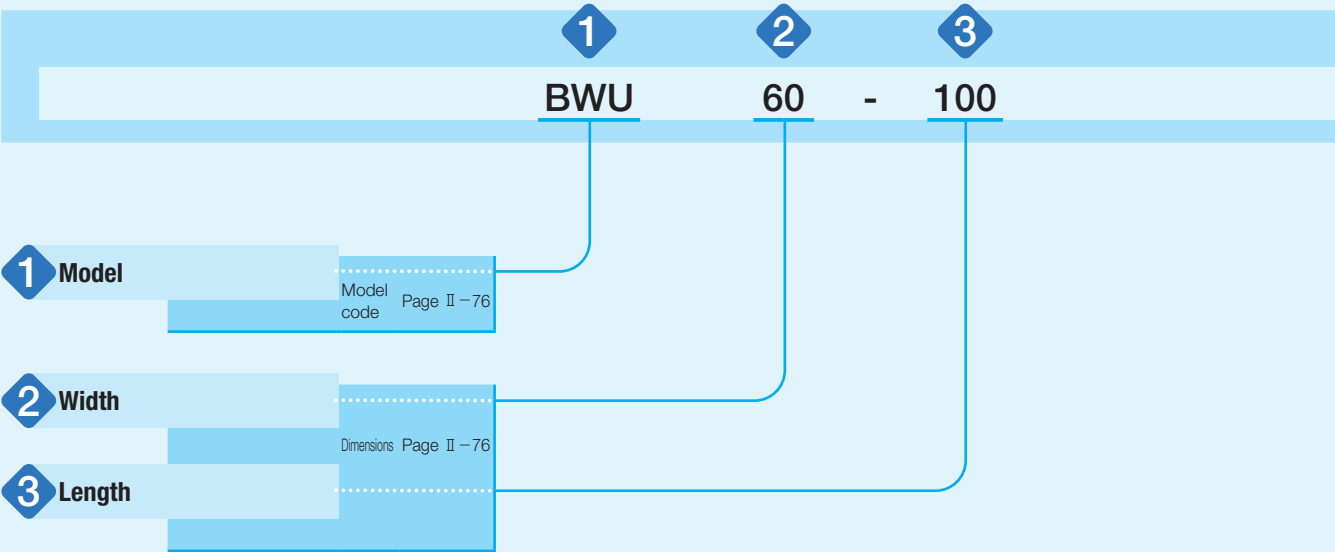 1 2 3
BWU 60 - 100
1 Model
Model code Page Ⅱ－76
2 Width
Dimensions Page Ⅱ－76
3 Length